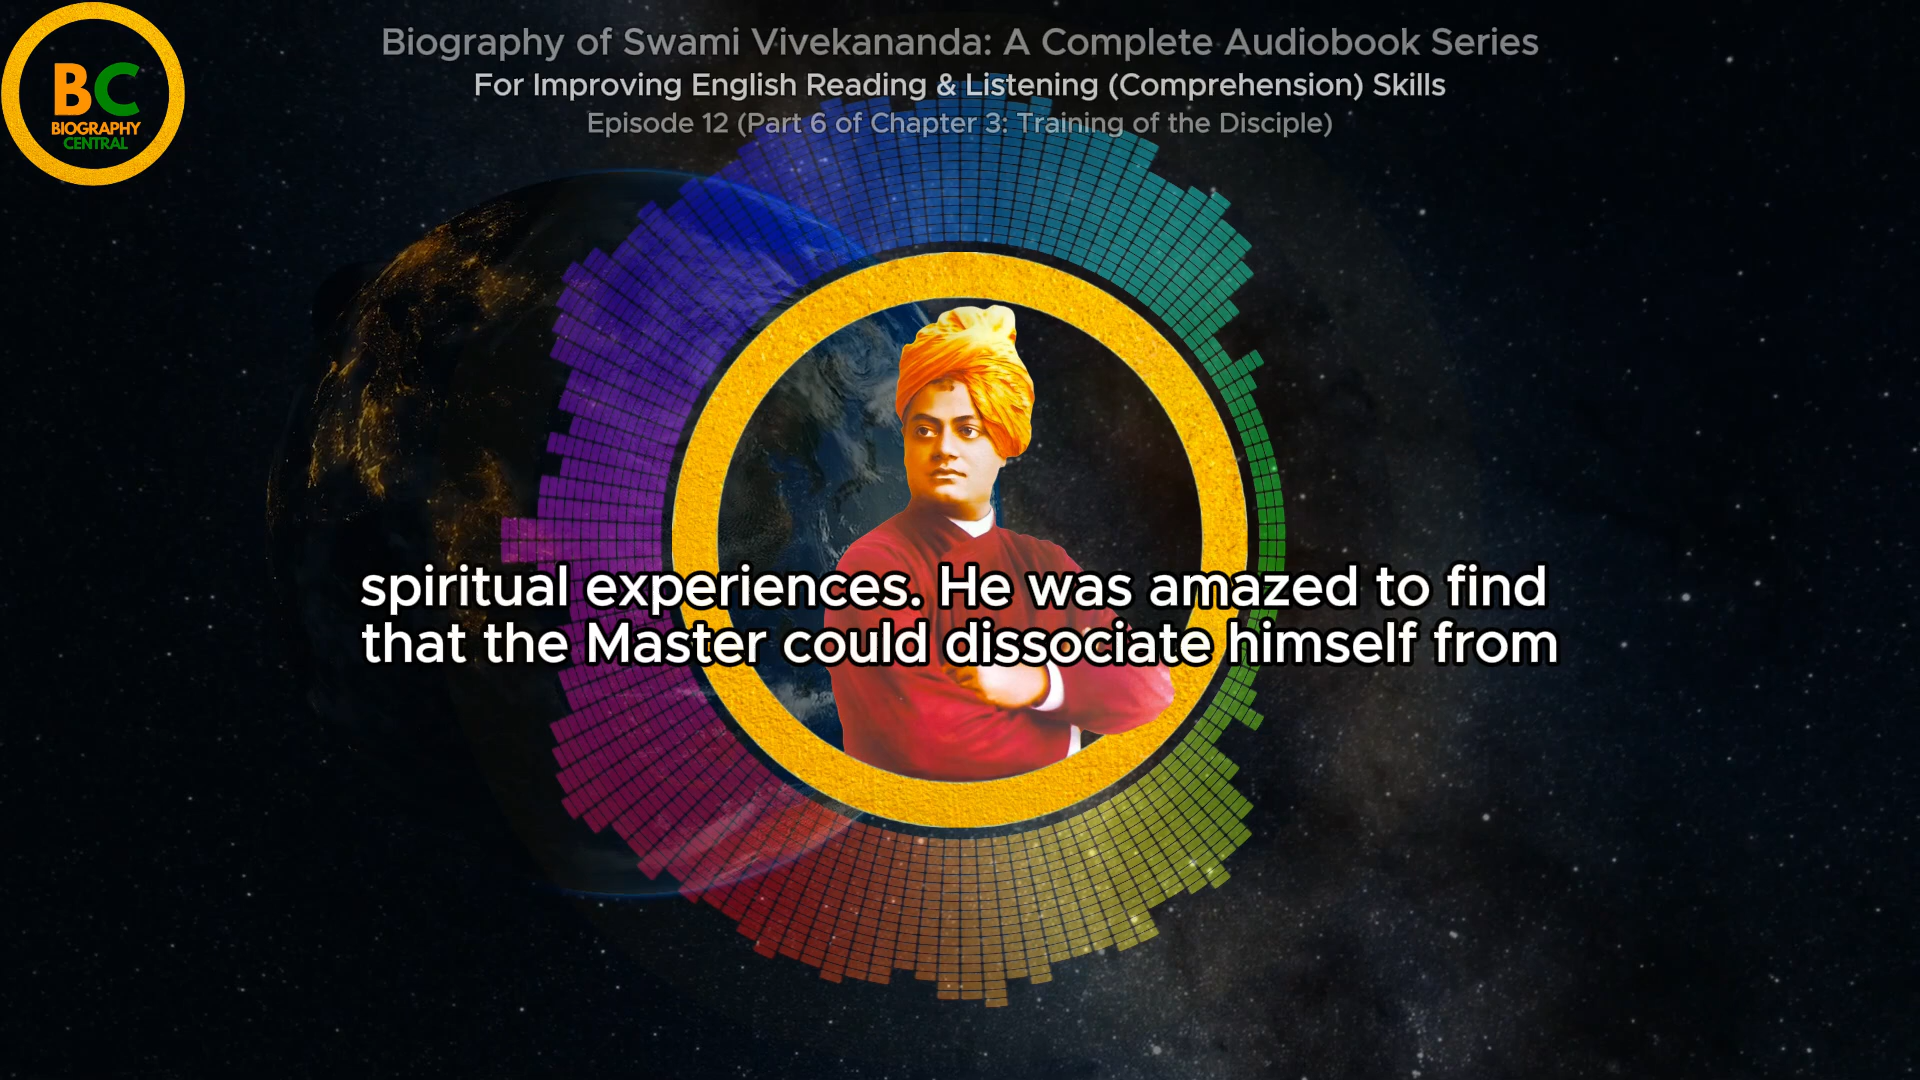 BC
BIOGRAPHY
CENTRAL
Biography of Swami Vivekananda: A Complete Audiobook Series
For Improving English Reading & Listening (Comprehension) Skills
Episode 12 (Part 6 of Chapter 3: Training of the Disciple)
spiritual experiences. He was amazed to find
that the Master could dissociate himself from